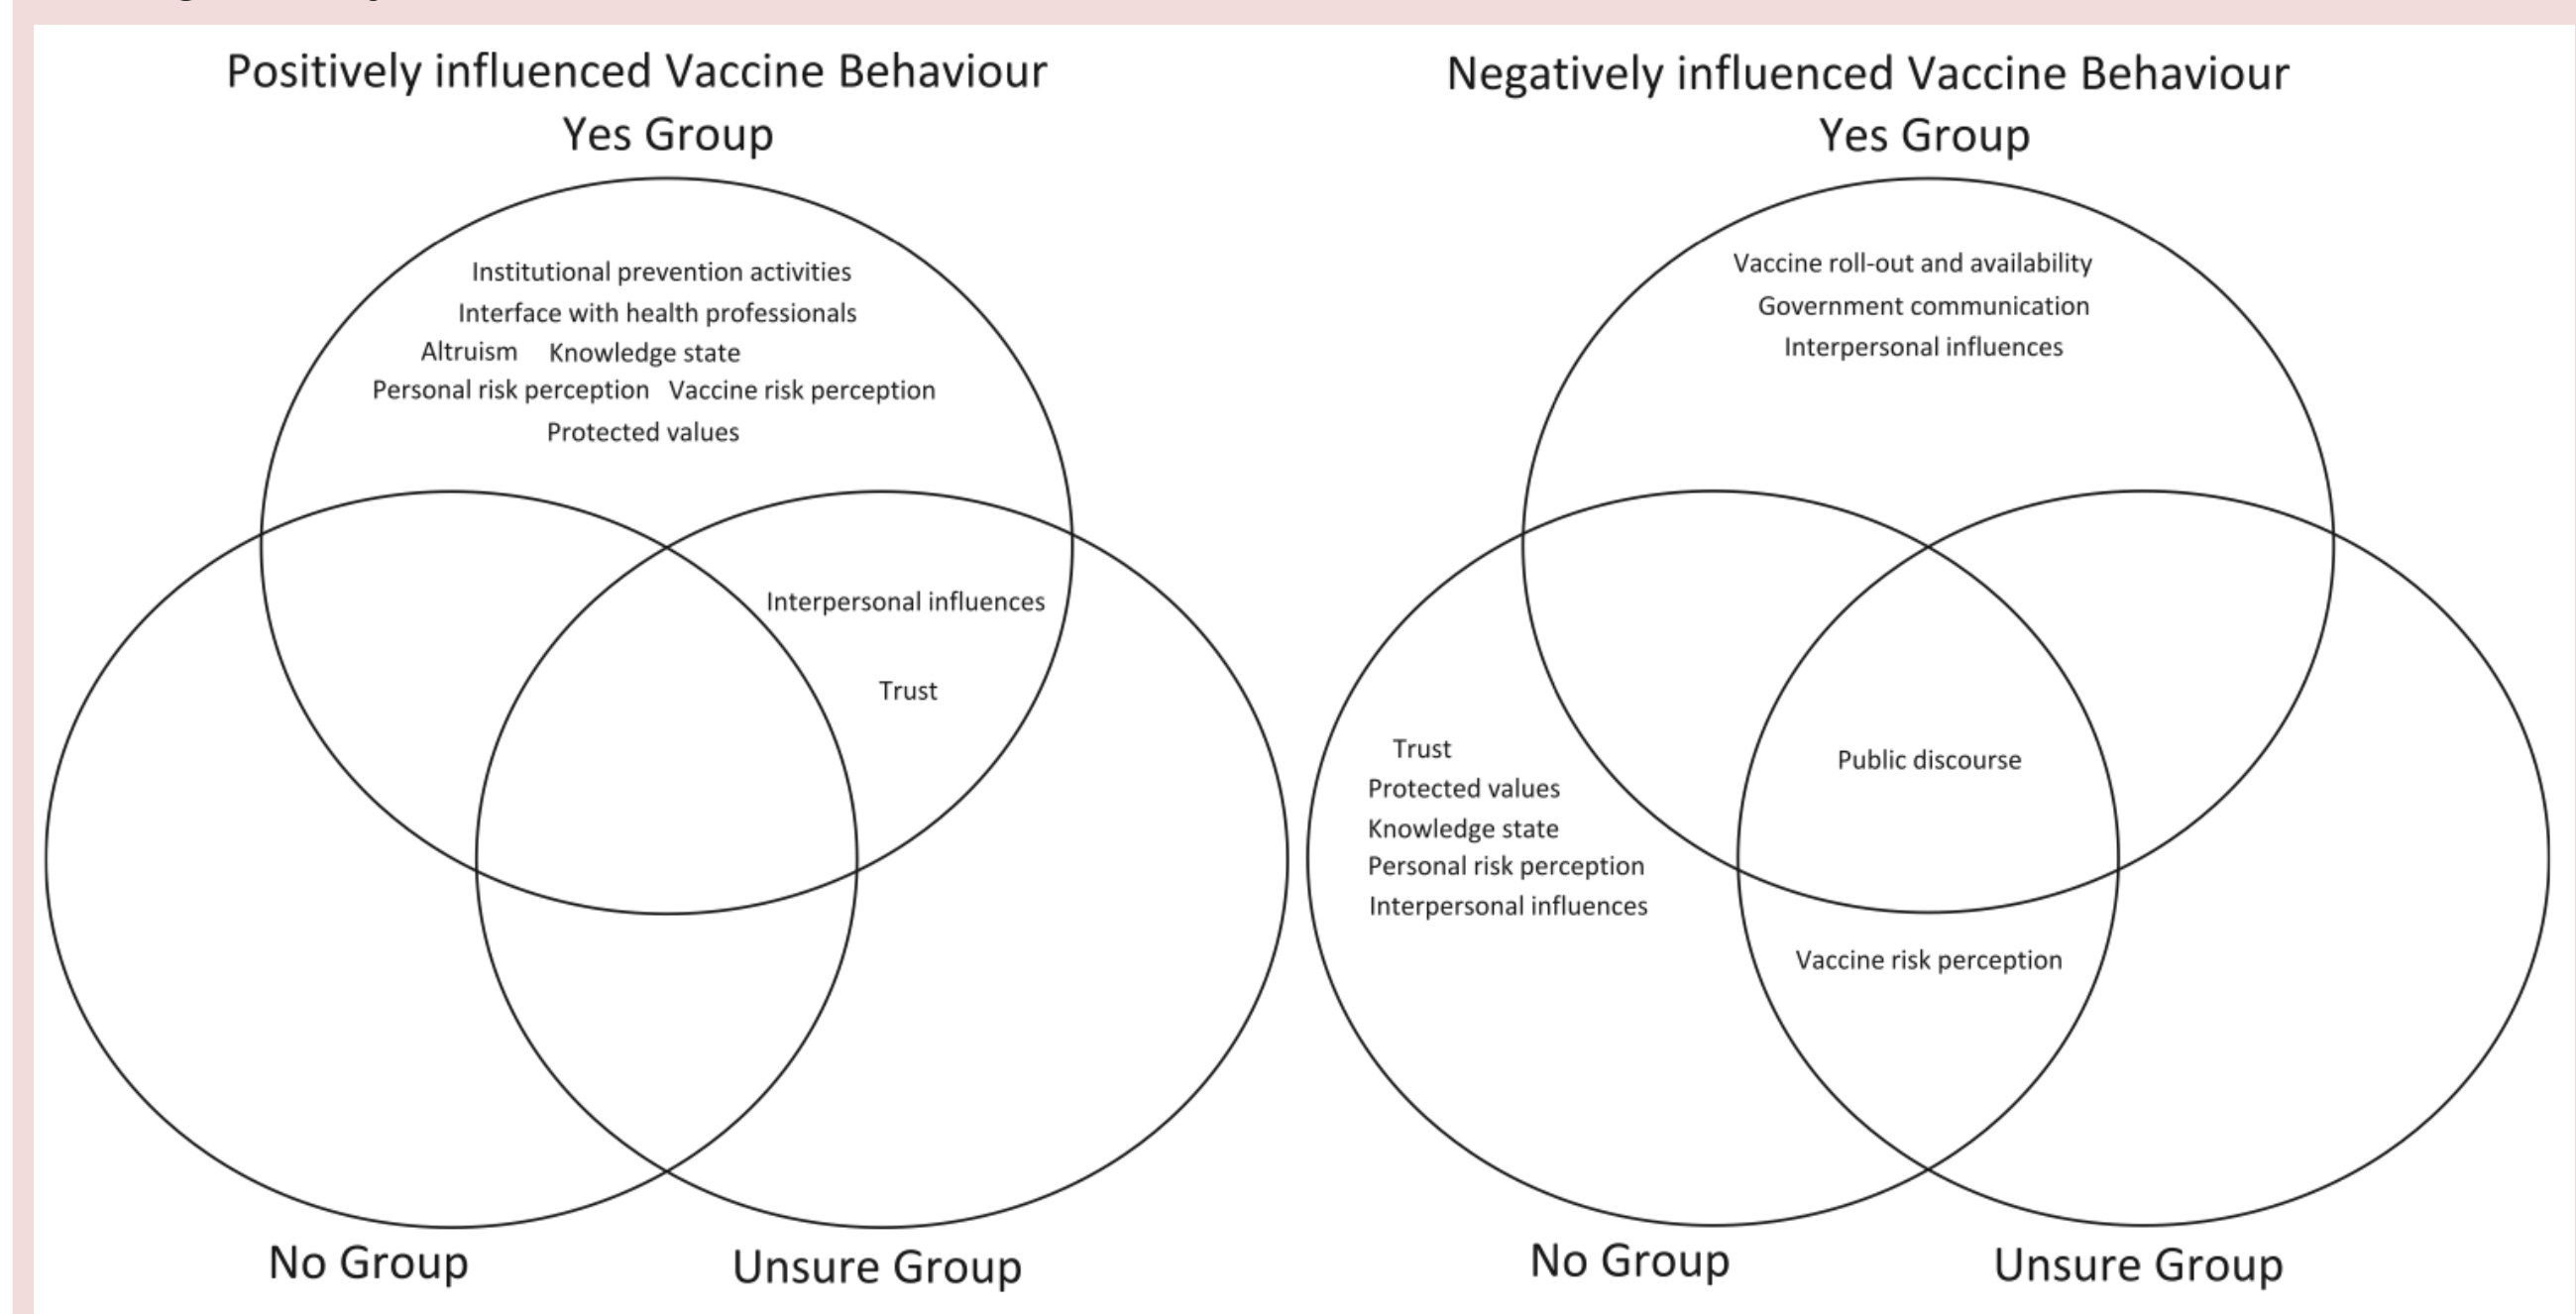 Positively influenced Vaccine Behaviour
Yes Group
Institutional prevention activities
Interface with health professionals
Altruism Knowledge state
Personal risk perception Vaccine risk perception
Protected values
Interpersonal influences
Trust
No Group
Unsure Group
Negatively influenced Vaccine Behaviour
Yes Group
Vaccine roll-out and availability
Government communication
Interpersonal influences
Trust
Protected values
Knowledge state
Personal risk perception
Interpersonal influences
Public discourse
Vaccine risk perception
No Group
Unsure Group